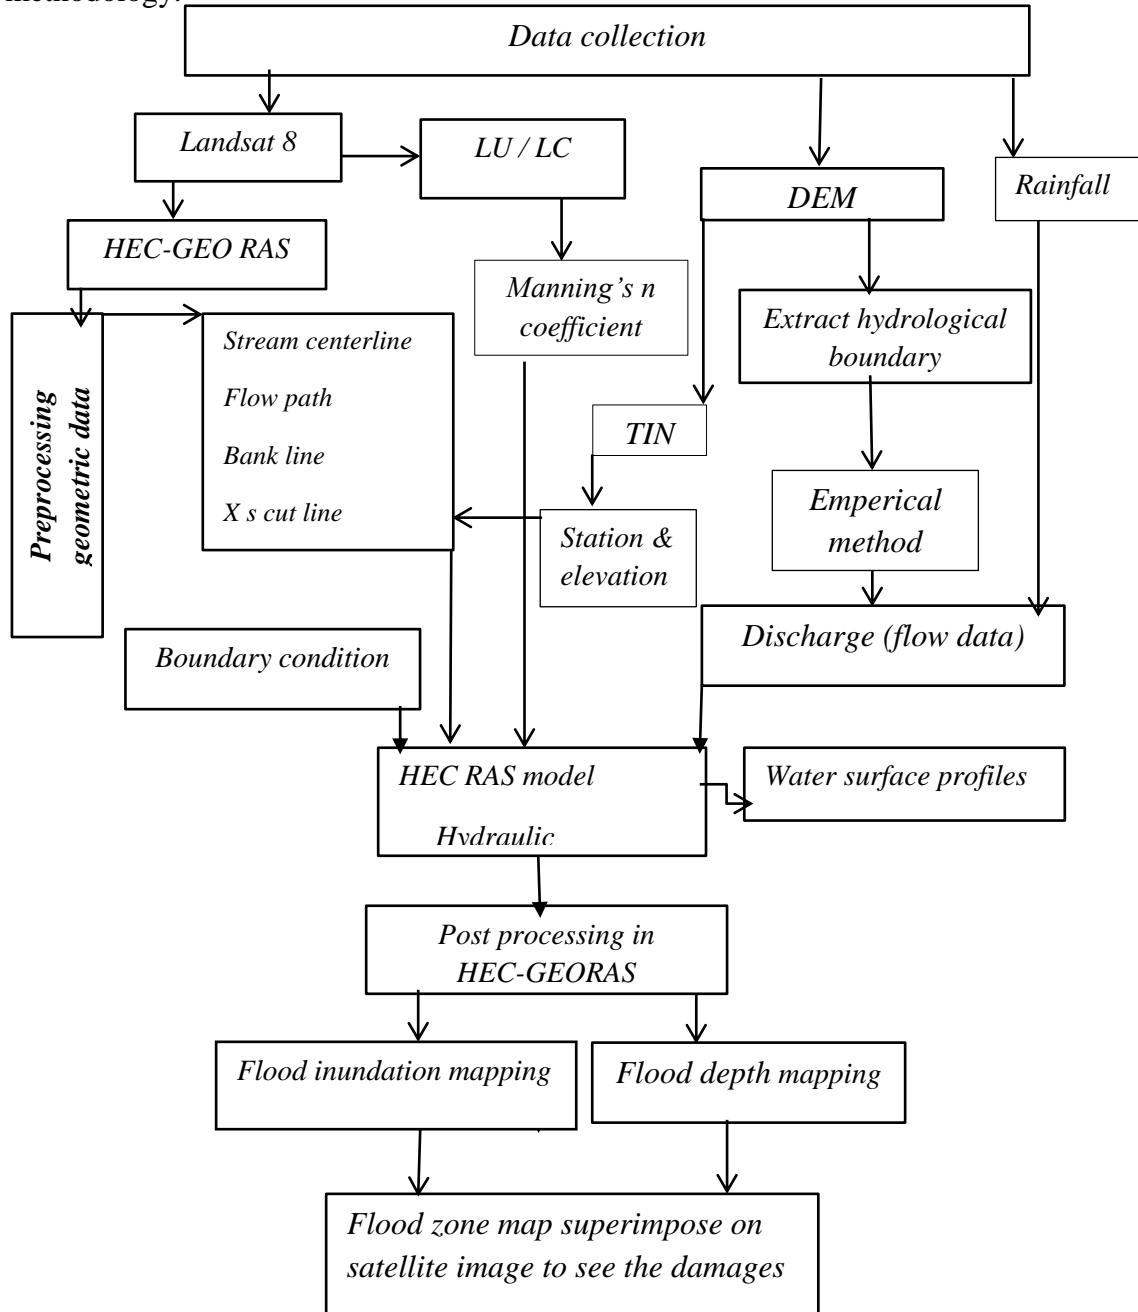 methodology.
Data collection
Landsat 8
LU / LC
DEM
Rainfall
HEC-GEO RAS
Manning's n
coefficient
Extract hydrological
boundary
Preprocessing
geometric data
Stream centerline
Flow path
Bank line
X s cut line
TIN
Station &
elevation
Emperical
method
Discharge (flow data)
Boundary condition
HEC RAS model
Hydraulic
Water surface profiles
Post processing in
HEC-GEORAS
Flood inundation mapping
Flood depth mapping
Flood zone map superimpose on
satellite image to see the damages